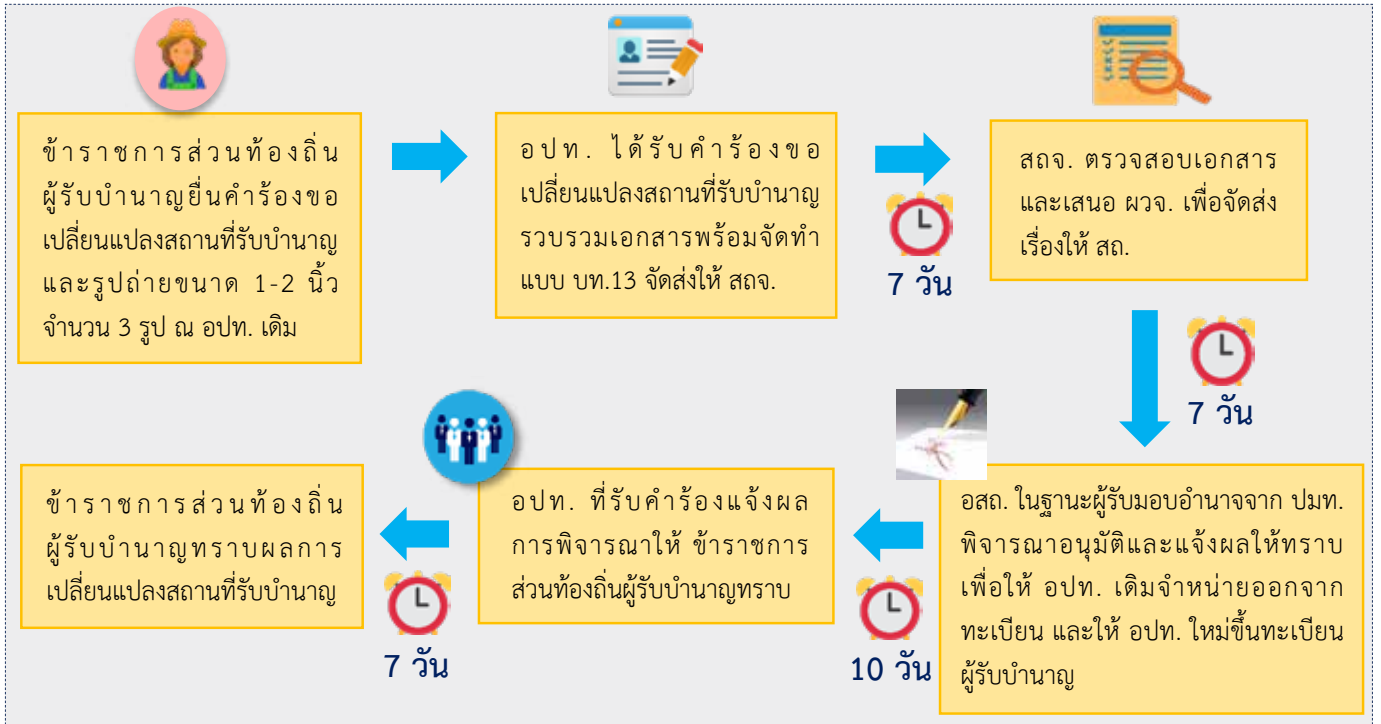 ข้าราชการส่วนท้องถิ่น
ผู้รับบำนาญยื่นคำร้องขอ
เปลี่ยนแปลงสถานที่รับบำนาญ
และรูปถ่ายขนาด 1-2 นิ้ว
จำนวน 3 รูป ณ อปท. เดิม
อปท. ได้รับคำร้องขอ
เปลี่ยนแปลงสถานที่รับบำนาญ
รวบรวมเอกสารพร้อมจัดทำ
แบบ บท.13 จัดส่งให้ สถจ.
7 วัน
สถจ. ตรวจสอบเอกสาร
และเสนอ ผวจ. เพื่อจัดส่ง
เรื่องให้ สถ.
7 วัน
อสถ. ในฐานะผู้รับมอบอำนาจจาก ปมท.
พิจารณาอนุมัติและแจ้งผลให้ทราบ
เพื่อให้ อปท. เดิมจำหน่ายออกจาก
ทะเบียน และให้ อปท. ใหม่ขึ้นทะเบียน
ผู้รับบำนาญ
10 วัน
อปท. ที่รับคำร้องแจ้งผล
การพิจารณาให้ ข้าราชการ
ส่วนท้องถิ่นผู้รับบำนาญทราบ
7 วัน
ข้าราชการส่วนท้องถิ่น
ผู้รับบำนาญทราบผลการ
เปลี่ยนแปลงสถานที่รับบำนาญ